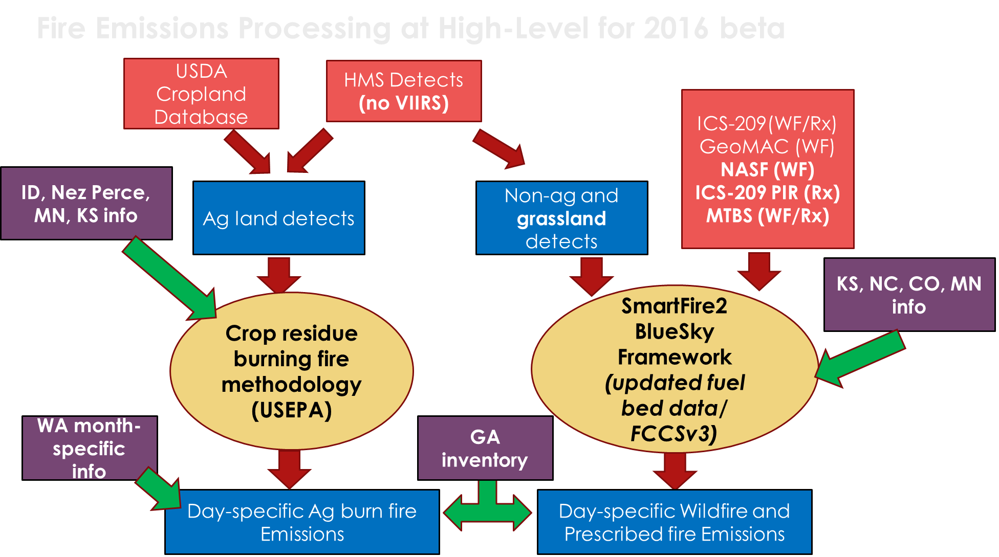 Fire Emissions Processing at High-Level for 2016 beta
USDA
Cropland
Database
HMS Detects
(no VIIRS)
ICS-209(WF/Rx)
GeoMAC (WF)
NASF (WF)
ICS-209 PIR (Rx)
MTBS (WF/Rx)
ID, Nez Perce,
MN, KS info
Ag land detects
Non-ag and
grassland
detects
KS, NC, CO, MN
info
Crop residue
burning fire
methodology
(USEPA)
SmartFire2
BlueSky
Framework
(updated fuel
bed data/
FCCSv3)
WA month-
specific
info
GA
inventory
Day-specific Ag burn fire
Emissions
Day-specific Wildfire and
Prescribed fire Emissions